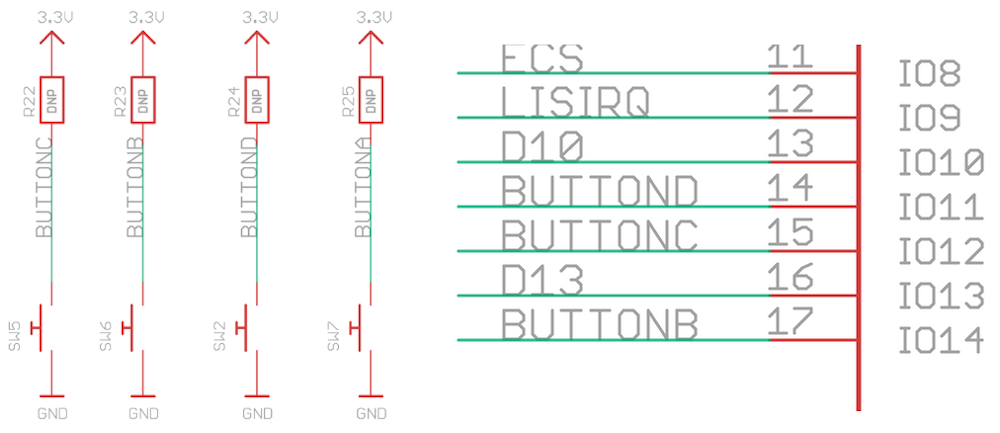 3.3V 3.3V 3.3V 3.3V
R22 DNP R23 DNP R24 DNP R25 DNP
BUTTONC BUTTONB BUTTOND BUTTONA
SW5 SW6 SW2 SW7
GND GND GND GND
ECS 11 IO8
LISIRQ 12 IO9
D10 13 IO10
BUTTOND 14 IO11
BUTTONC 15 IO12
D13 16 IO13
BUTTONB 17 IO14